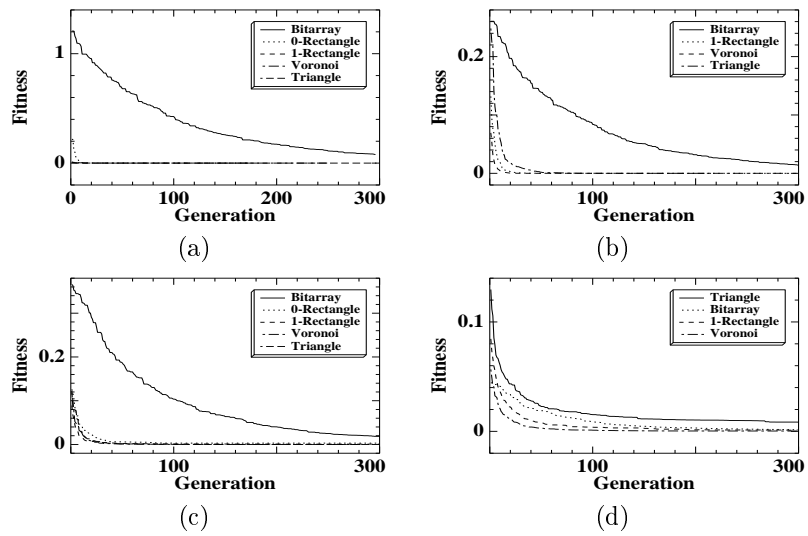 Fitness
1
0
Bitarray
0-Rectangle
1-Rectangle
Voronoi
Triangle
0 100 200 300
Generation
(a)
Fitness
0.2
0
Bitarray
1-Rectangle
Voronoi
Triangle
100 300
Generation
(b)
Fitness
0.2
0
Bitarray
0-Rectangle
1-Rectangle
Voronoi
Triangle
100 300
Generation
(c)
Fitness
0.1
0
Triangle
Bitarray
1-Rectangle
Voronoi
100 300
Generation
(d)